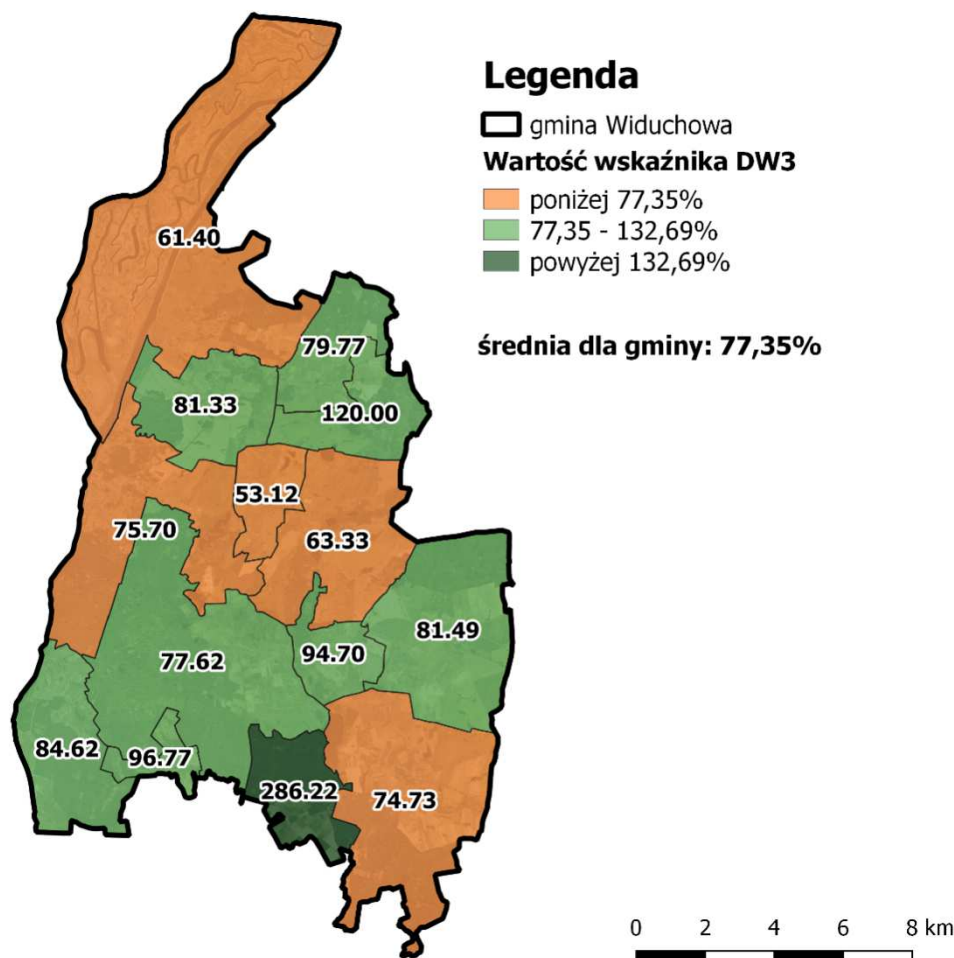 Legenda
gmina Widuchowa
Wartość wskaźnika DW3
poniżej 77,35%
77,35 - 132,69%
powyżej 132,69%
średnia dla gminy: 77,35%
61.40
79.77
81.33
120.00
53.12
75.70
63.33
81.49
94.70
77.62
84.62
96.77
286.22
74.73
0 2 4 6 8 km